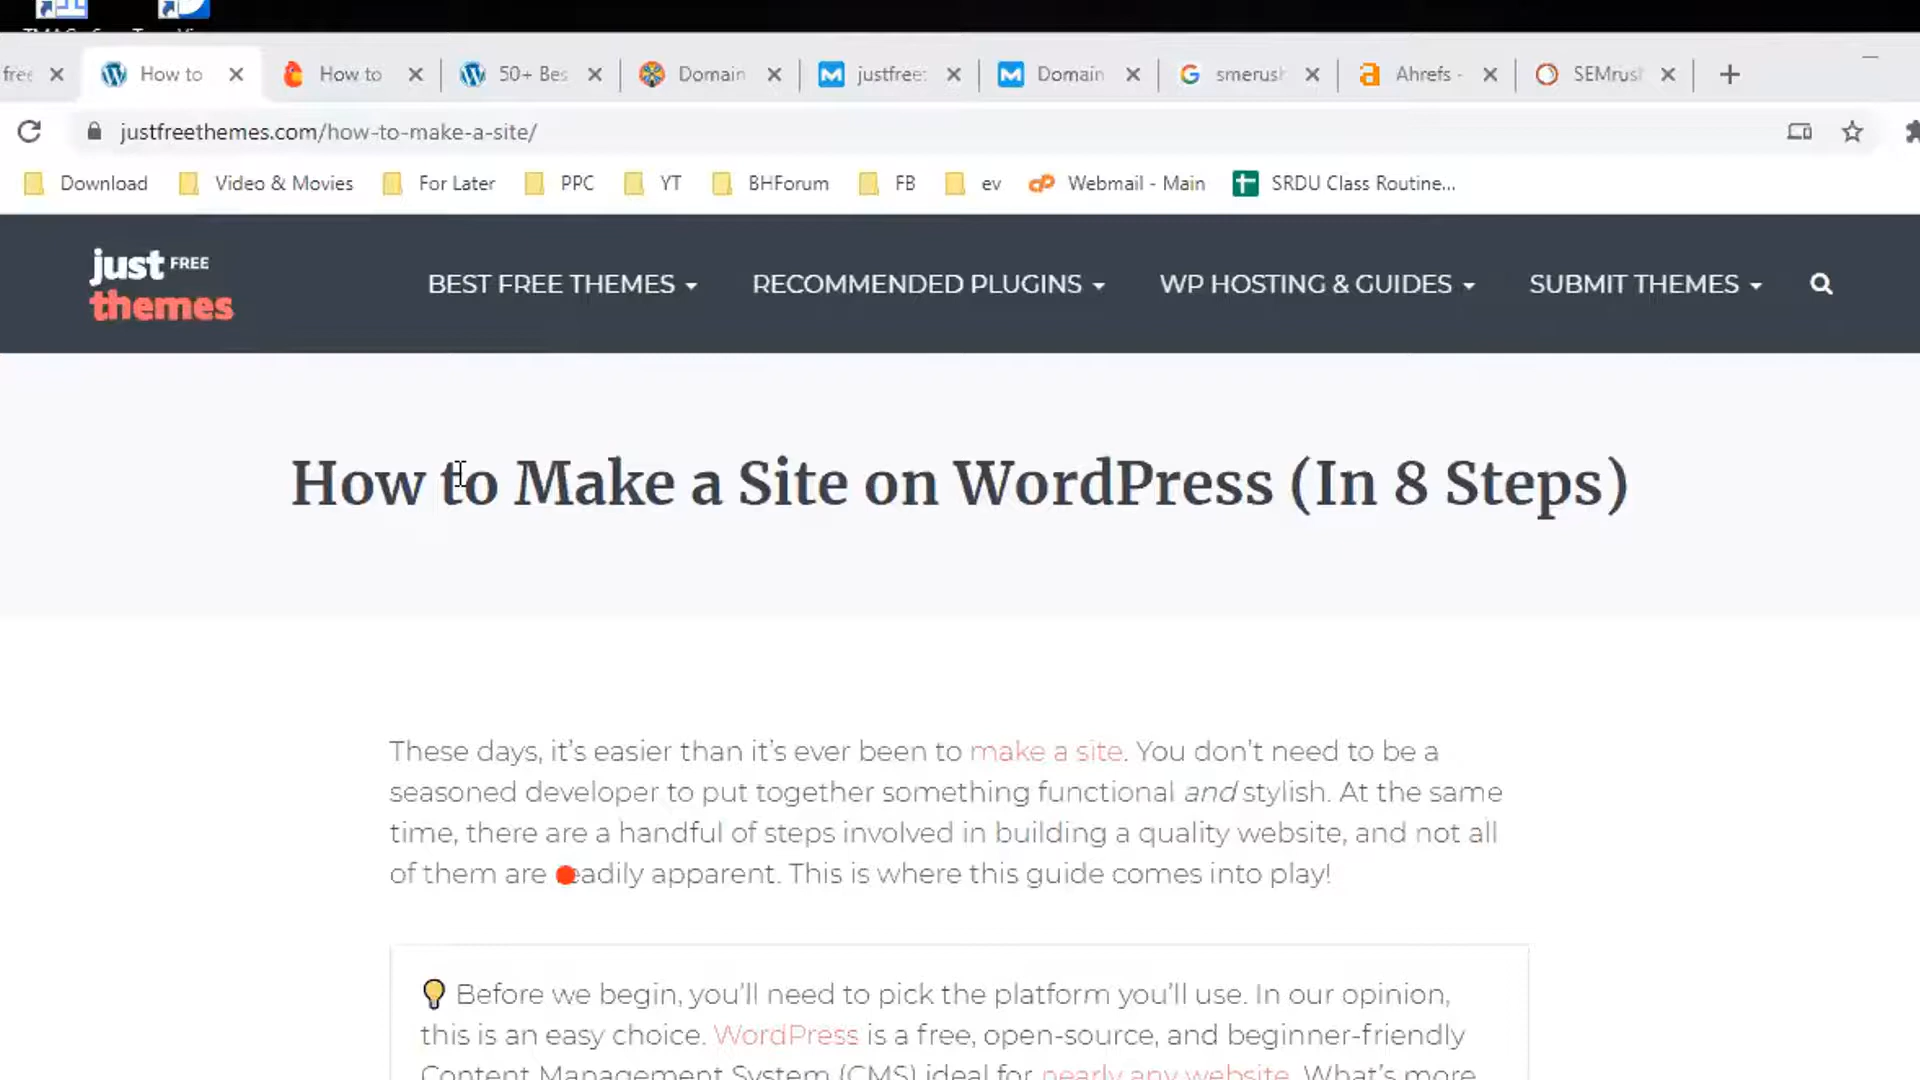 free
How to
How to
50+ Bes
Domain
justfree
Domain
smerush
Ahrefs -
SEMrus
justfreethemes.com/how-to-make-a-site/
Download
Video & Movies
For Later
PPC
YT
BHForum
FB
ev
Webmail - Main
SRDU Class Routine...
just FREE
themes
BEST FREE THEMES
RECOMMENDED PLUGINS
WP HOSTING & GUIDES
SUBMIT THEMES
How to Make a Site on WordPress (In 8 Steps)
These days, it's easier than it's ever been to make a site. You don't need to be a
seasoned developer to put together something functional and stylish. At the same
time, there are a handful of steps involved in building a quality website, and not all
of them are readily apparent. This is where this guide comes into play!
Before we begin, you'll need to pick the platform you'll use. In our opinion,
this is an easy choice. WordPress is a free, open-source, and beginner-friendly
Content Management System (CMS) ideal for nearly any website. What's more